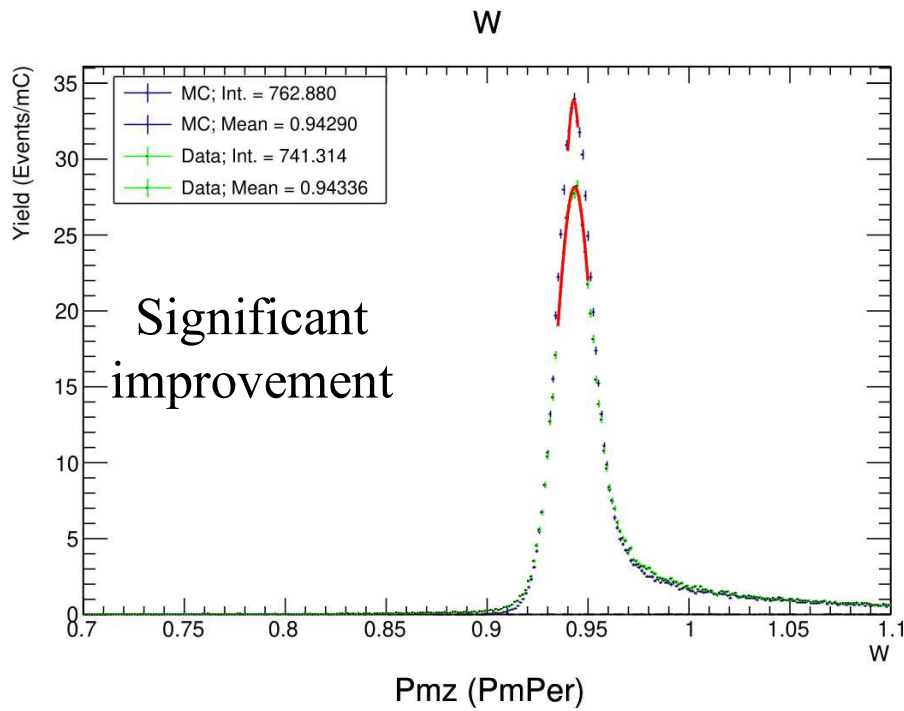 W
Yield (Events/mC)
35
30
25
20
15
10
5
0
MC; Int. = 762.880
MC; Mean = 0.94290
Data; Int. = 741.314
Data; Mean = 0.94336
Significant
improvement
0.7 0.75 0.8 0.85 0.9 0.95 1 1.05 1.1
W
Pmz (PmPer)